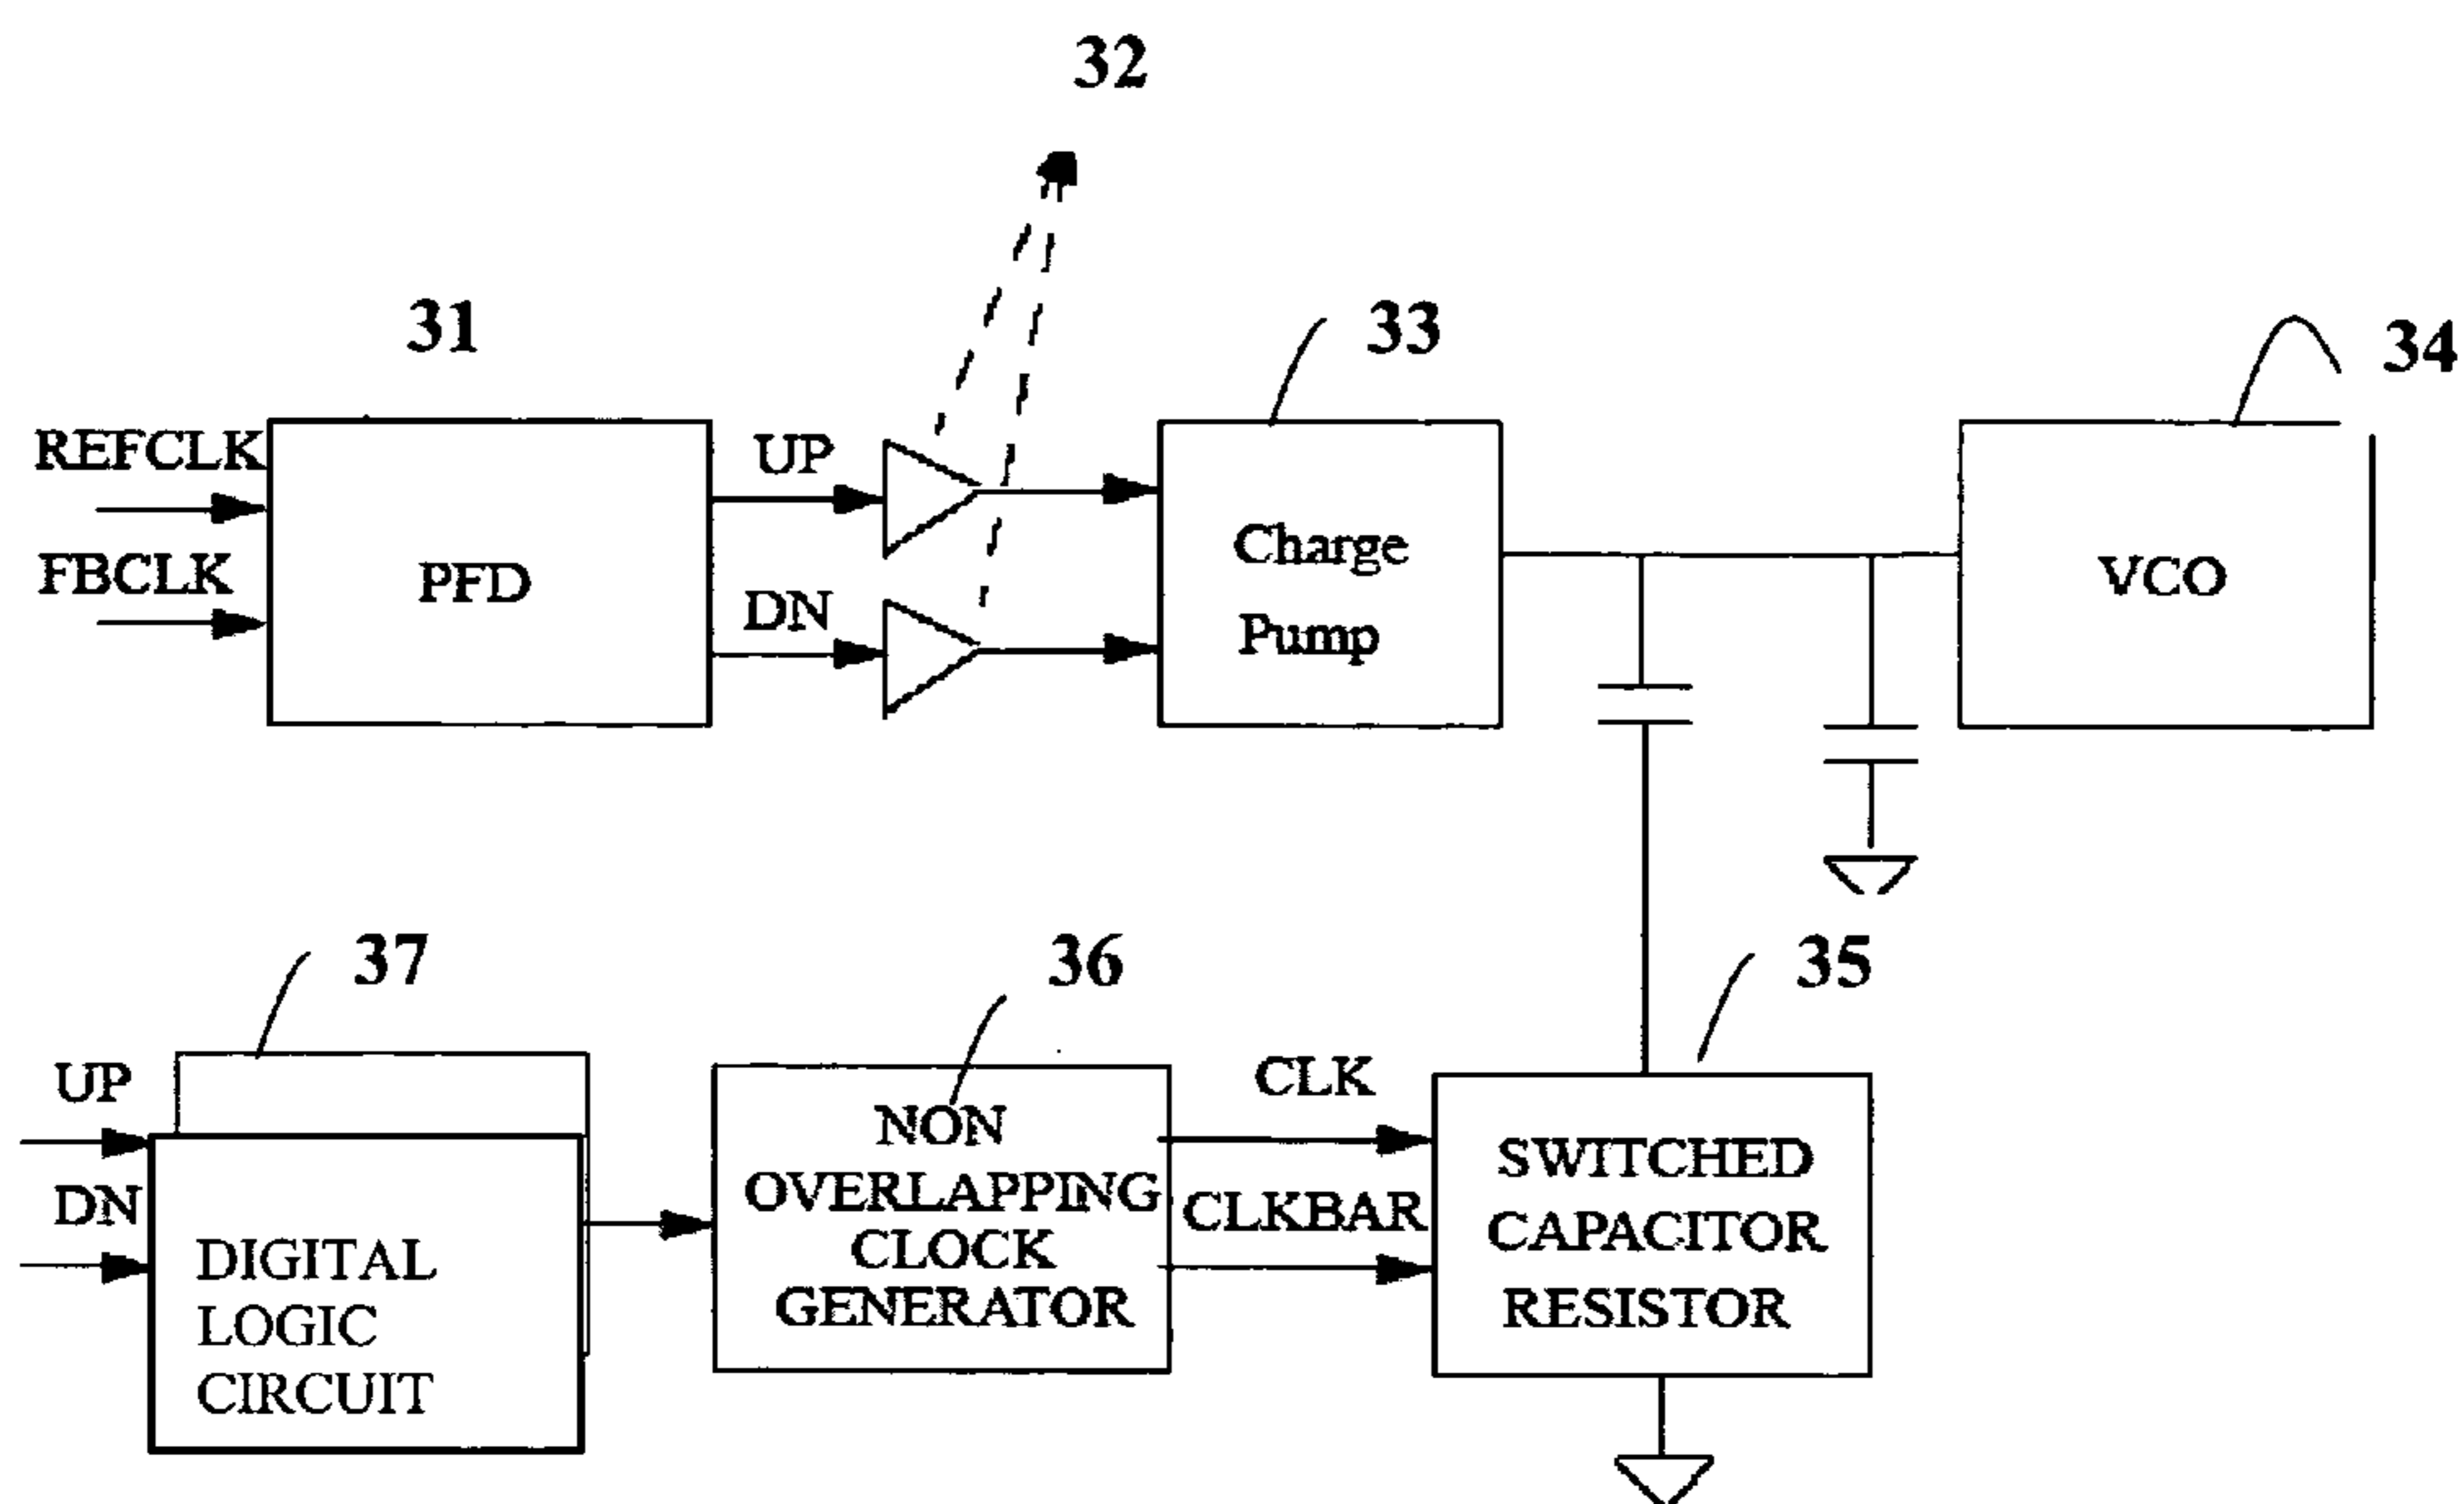 32
31
33
34
REFCLK
UP
FBCLK
PFD
DN
Charge
Pump
VCO
37
36
35
UP
CLK
NON
SWITCHED
DN
OVERLAPPING
CLKBAR
CAPACITOR
DIGITAL
CLOCK
LOGIC
GENERATOR
RESISTOR
CIRCUIT